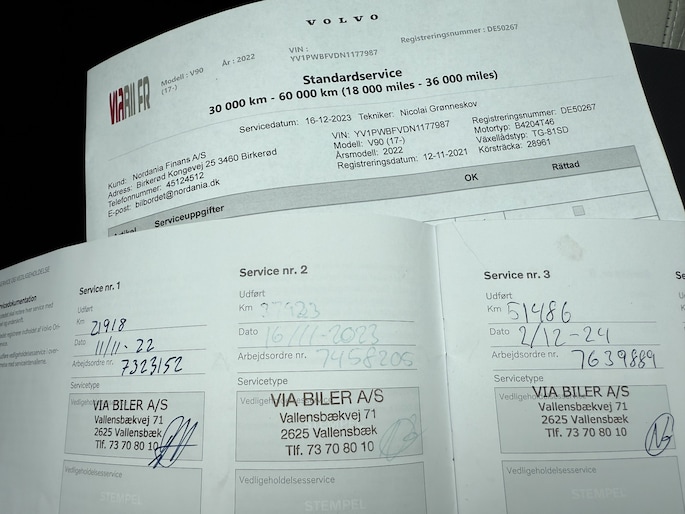 VOLVO
VIA BILER
Modell : V90
(17-)
År : 2022
VIN :
YV1PWBFVDN1177987
Registreringsnummer : DE50267
Standardservice
30 000 km - 60 000 km (18 000 miles - 36 000 miles)
Servicedatum: 16-12-2023 Tekniker: Nicolai Grønneskov
Kund: Nordania Finans A/S
Adress: Birkerød Kongevej 25 3460 Birkerød
Telefonnummer: 45124512
E-post: bilbordet@nordania.dk
VIN: YV1PWBFVDN1177987
Modell: V90 (17-)
Årsmodell: 2022
Registreringsdatum: 12-11-2021
Registreringsnummer: DE50267
Motortyp: B4204T46
Växellådstyp: TG-81SD
Körsträcka: 28961
Serviceuppgifter
OK
Rättad
Service nr. 1
Udført
Km 21918
Dato 11/11-22
Arbejdsordre nr. 7323152
Servicetype
VIA BILER A/S
Vallensbækvej 71
2625 Vallensbæk
Tlf. 73 70 80 10
Vedligeholdelsesservice
STEMPEL
Service nr. 2
Udført
Km
Dato 16/11-2023
Arbejdsordre nr. 7458205
Servicetype
VIA BILER A/S
Vallensbækvej 71
2625 Vallensbæk
Tlf. 73 70 80 10
Vedligeholdelsesservice
STEMPEL
Service nr. 3
Udført
Km 51486
Dato 2/12-24
Arbejdsordre nr. 7639889
Servicetype
VIA BILER A/S
Vallensbækvej 71
2625 Vallensbæk
Tlf. 73 70 80 10
Vedligeholdelsesservice
STEMPEL